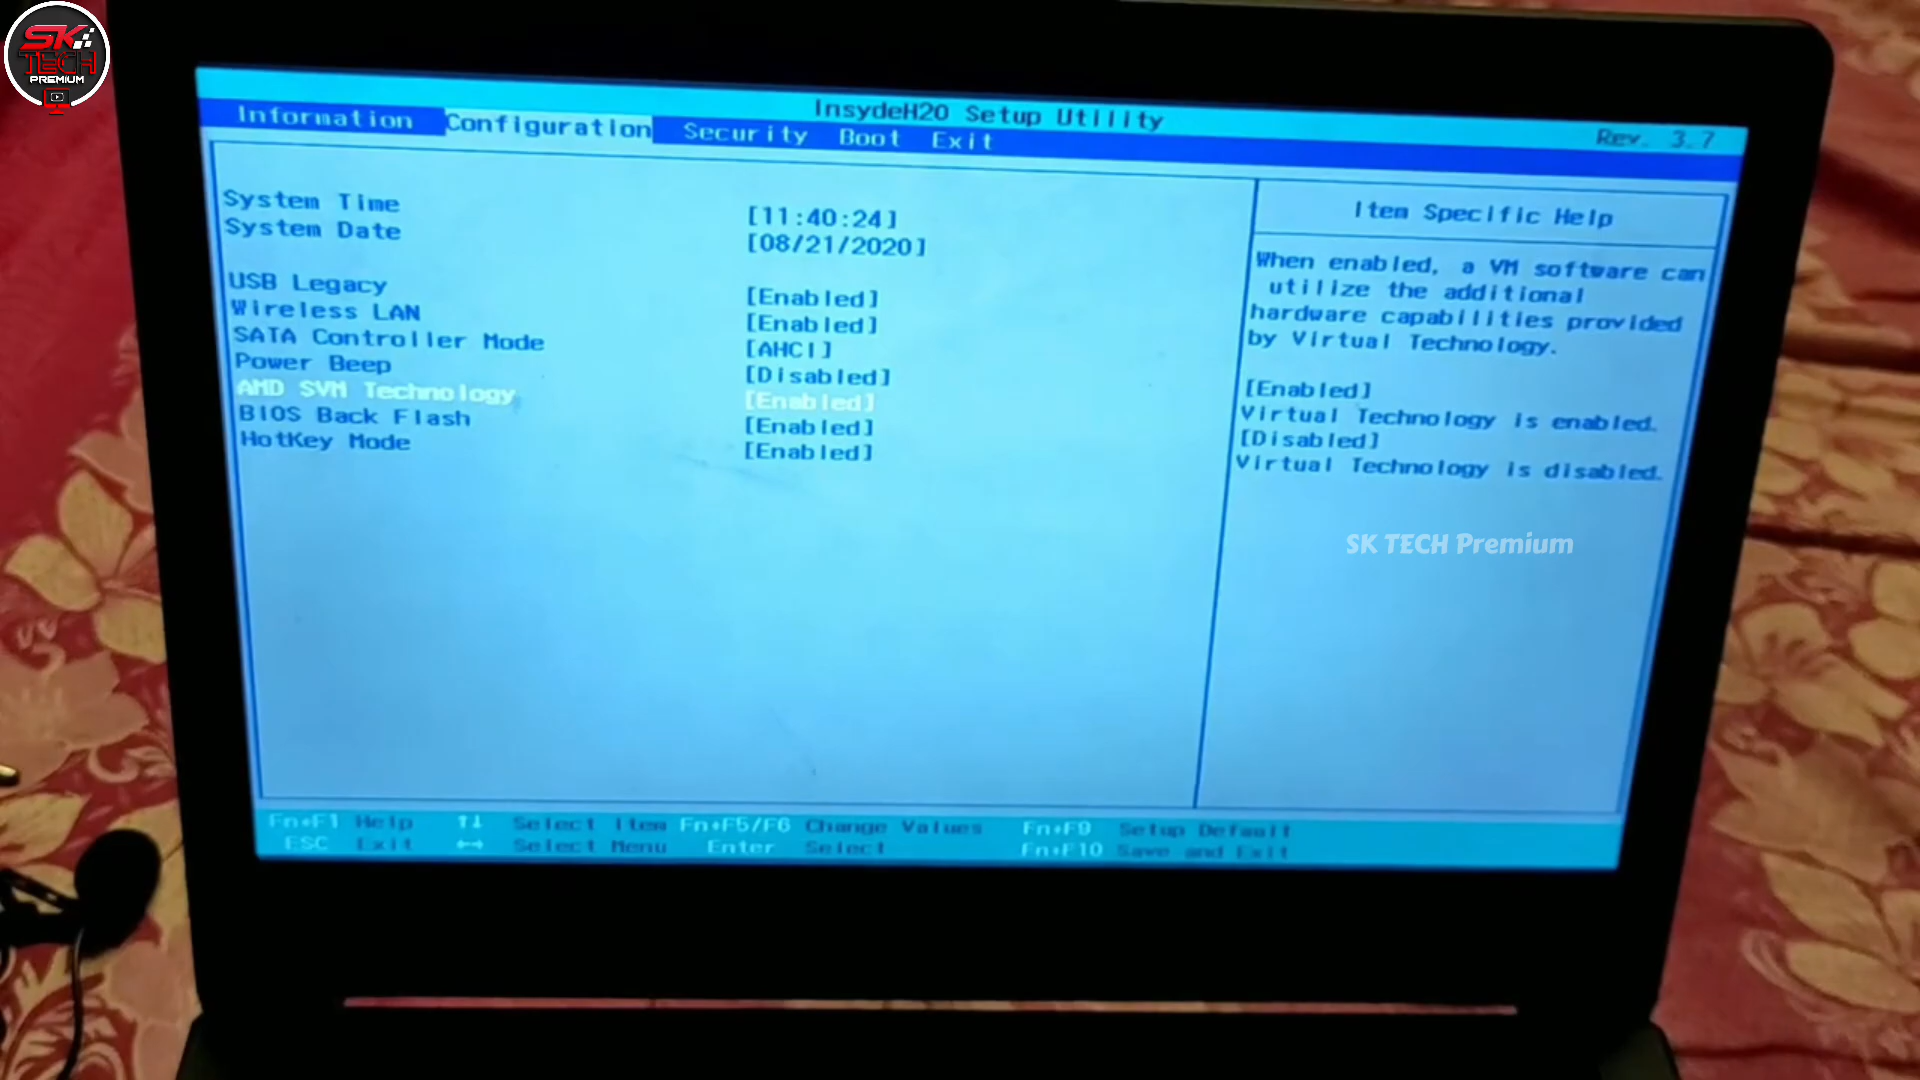 SK
TECH
PREMIUM
InsydeH20 Setup Utility
Rev. 3.7
Information Configuration Security Boot Exit
System Time [11:40:24]
System Date [08/21/2020]
USB Legacy [Enabled]
Wireless LAN [Enabled]
SATA Controller Mode [AHCI]
Power Beep [Disabled]
AMD SVM Technology [Enabled]
BIOS Back Flash [Enabled]
HotKey Mode [Enabled]
Item Specific Help
When enabled, a VM software can
utilize the additional
hardware capabilities provided
by Virtual Technology.
[Enabled]
Virtual Technology is enabled.
[Disabled]
Virtual Technology is disabled.
SK TECH Premium
Fn+F1 Help ↑↓ Select Item Fn+F5/F6 Change Values Fn+F9 Setup Default
ESC Exit ←→ Select Menu Enter Select Fn+F10 Save and Exit